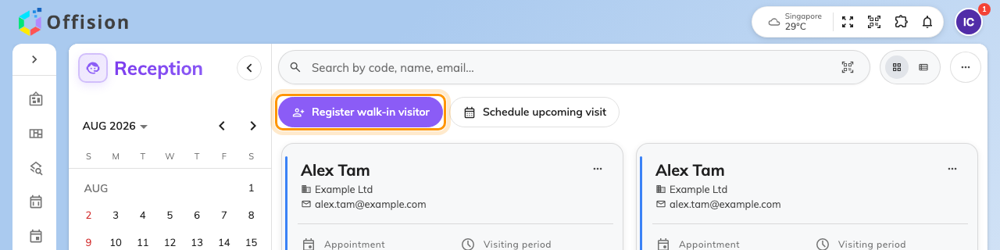 Offision
Singapore
29°C
IC
1
Reception
Search by code, name, email...
Register walk-in visitor
Schedule upcoming visit
AUG 2026
S M T W T F S
AUG 1
2 3 4 5 6 7 8
9 10 11 12 13 14 15
Alex Tam
Example Ltd
alex.tam@example.com
Appointment
Visiting period
Alex Tam
Example Ltd
alex.tam@example.com
Appointment
Visiting period